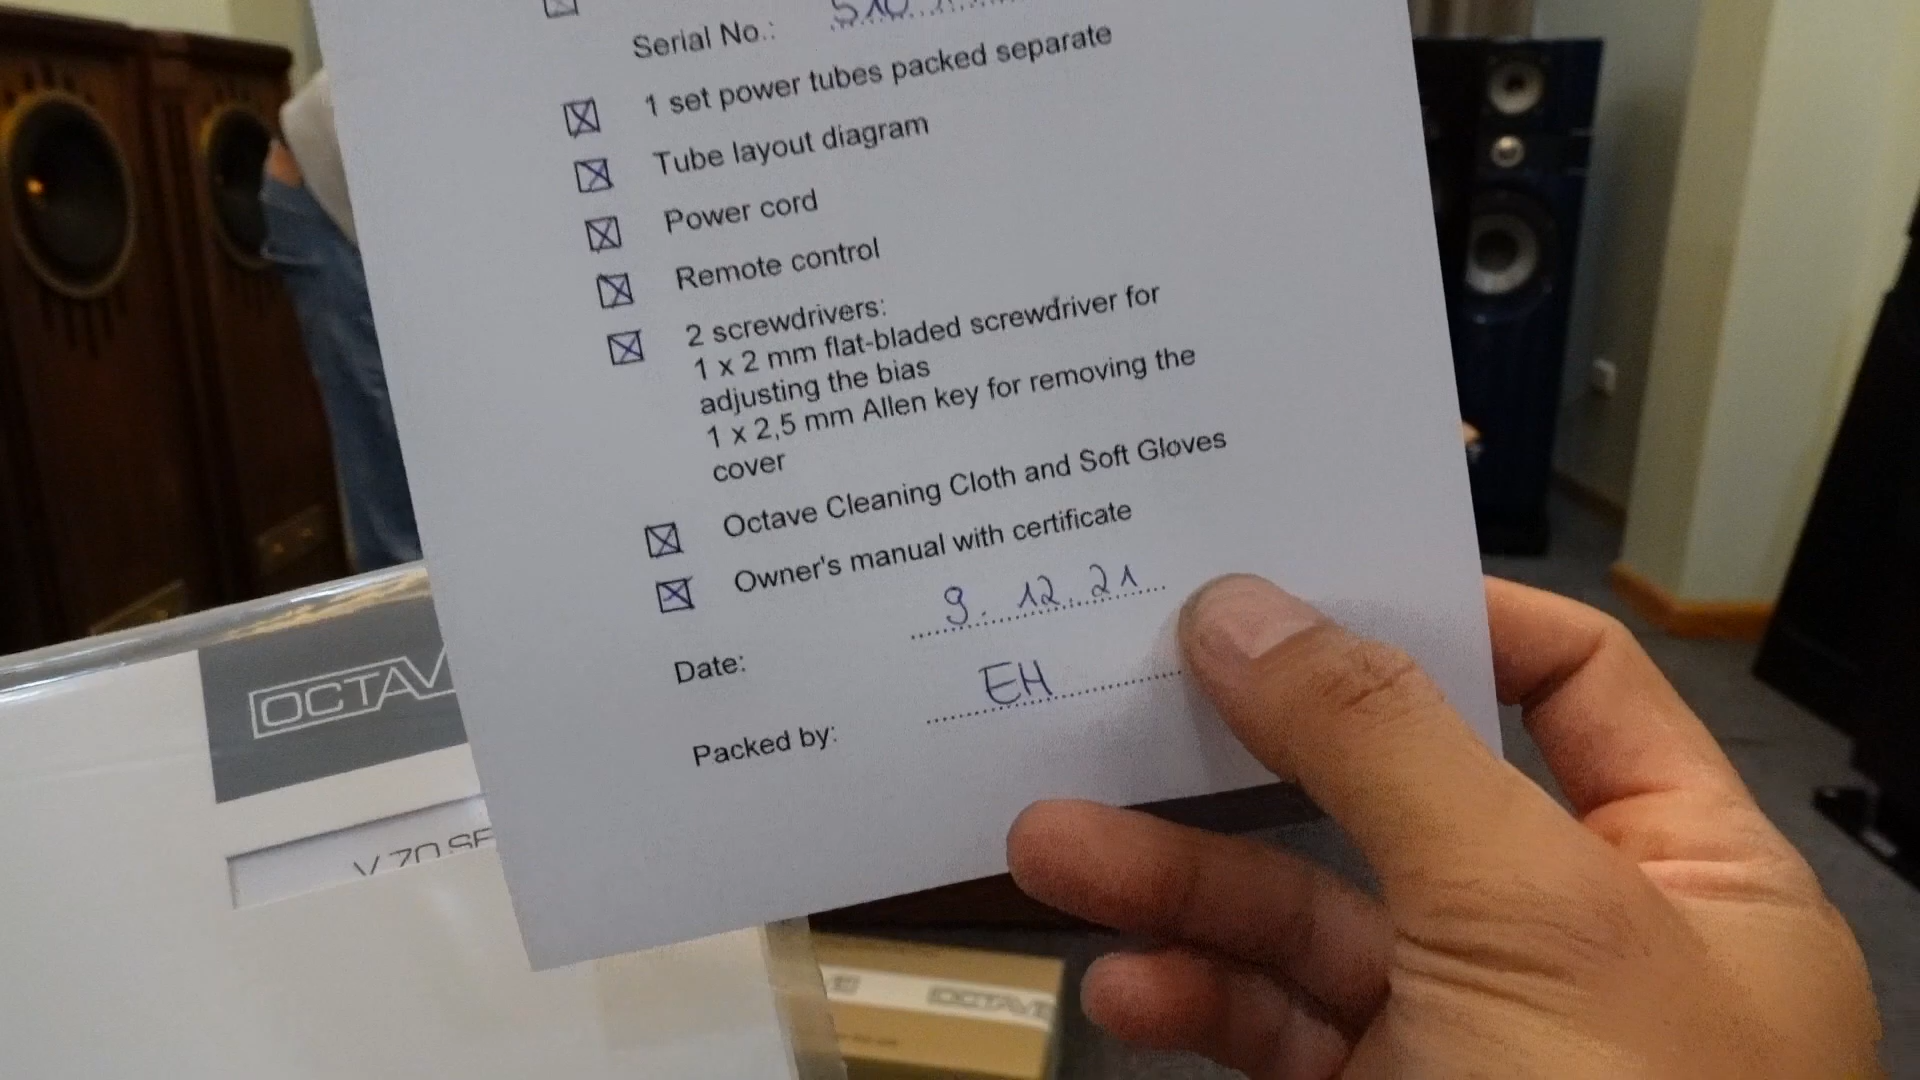 Serial No.:
1 set power tubes packed separate
Tube layout diagram
Power cord
Remote control
2 screwdrivers:
1 x 2 mm flat-bladed screwdriver for
adjusting the bias
1 x 2,5 mm Allen key for removing the
cover
Octave Cleaning Cloth and Soft Gloves
Owner's manual with certificate
Date: 9.12.21
Packed by: EH
OCTAV
V 70 SE
OCTAVE